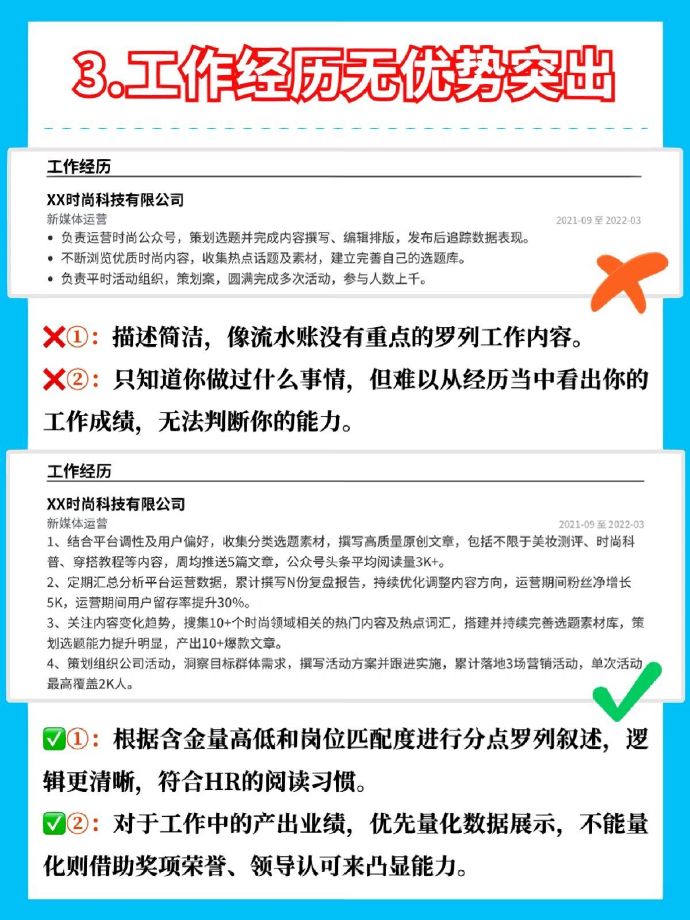 3.工作经历无优势突出
工作经历
XX时尚科技有限公司
新媒体运营
2021-09 至 2022-03
• 负责运营时尚公众号，策划选题并完成内容撰写、编辑排版，发布后追踪数据表现。
• 不断浏览优质时尚内容，收集热点话题及素材，建立完善自己的选题库。
• 负责平时活动组织，策划案，圆满完成多次活动，参与人数上千。
❌①：描述简洁，像流水账没有重点的罗列工作内容。
❌②：只知道你做过什么事情，但难以从经历当中看出你的
工作成绩，无法判断你的能力。
工作经历
XX时尚科技有限公司
新媒体运营
2021-09 至 2022-03
1、结合平台调性及用户偏好，收集分类选题素材，撰写高质量原创文章，包括不限于美妆测评、时尚科
普、穿搭教程等内容，周均推送5篇文章，公众号头条平均阅读量3K+。
2、定期汇总分析平台运营数据，累计撰写N份复盘报告，持续优化调整内容方向，运营期间粉丝净增长
5K，运营期间用户留存率提升30%。
3、关注内容变化趋势，搜集10+个时尚领域相关的热门内容及热点词汇，搭建并持续完善选题素材库，策
划选题能力提升明显，产出10+爆款文章。
4、策划组织公司活动，洞察目标群体需求，撰写活动方案并跟进实施，累计落地3场营销活动，单次活动
最高覆盖2K人。
✅①：根据含金量高低和岗位匹配度进行分点罗列叙述，逻
辑更清晰，符合HR的阅读习惯。
✅②：对于工作中的产出业绩，优先量化数据展示，不能量
化则借助奖项荣誉、领导认可来凸显能力。